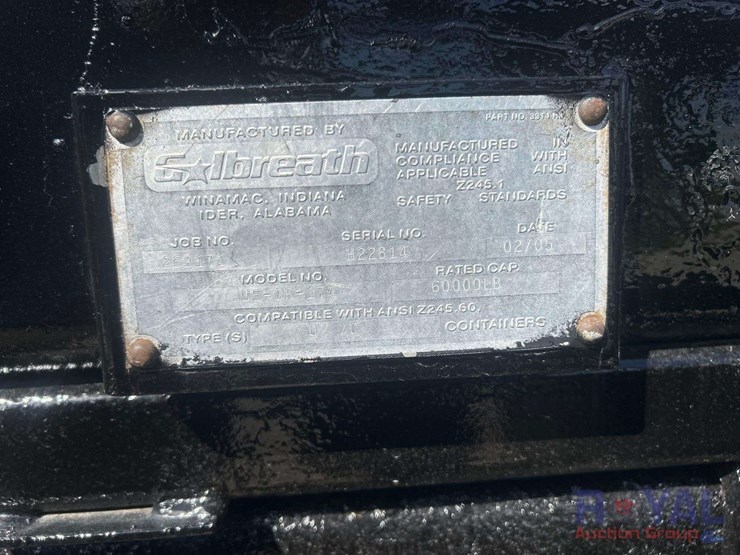 PART NO.
MANUFACTURED BY
Galbreath
WINAMAC, INDIANA
IDER, ALABAMA
MANUFACTURED IN
COMPLIANCE WITH
APPLICABLE ANSI
Z245.1
SAFETY STANDARDS
JOB NO.
SERIAL NO.
H22814
DATE
02/05
MODEL NO.
RATED CAP.
60000LB
COMPATIBLE WITH ANSI Z245.60,
TYPE(S)
CONTAINERS
ROYAL
Auction Group